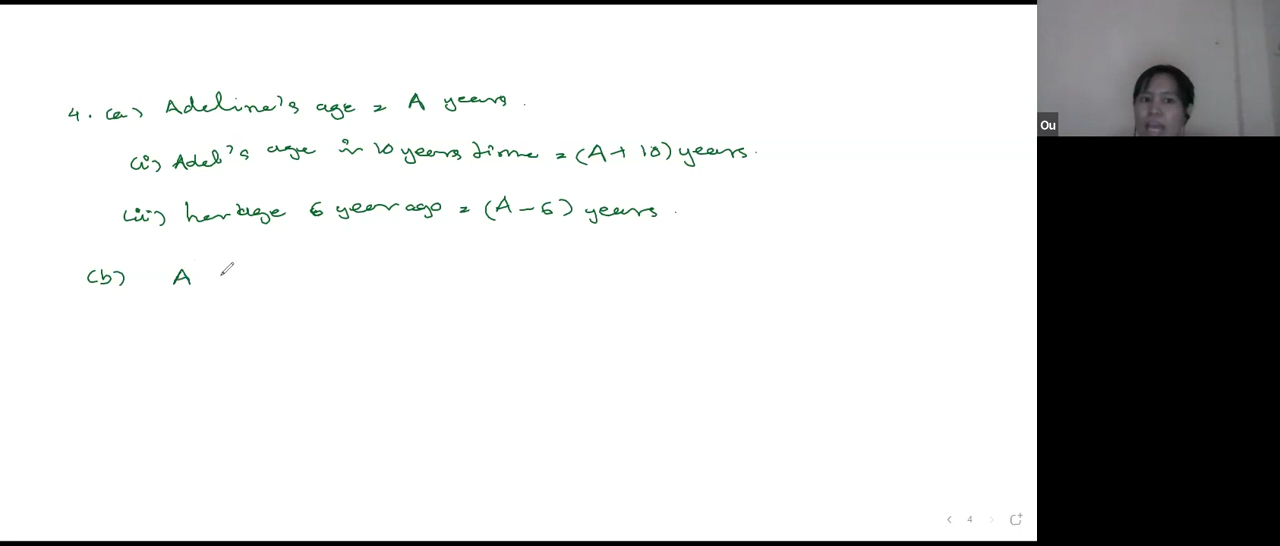 4. (a) Adeline's age = A years.
(i) Adel's age in 10 years time = (A + 10) years.
(ii) her age 6 year ago = (A - 6) years.
(b) A
Ou
4